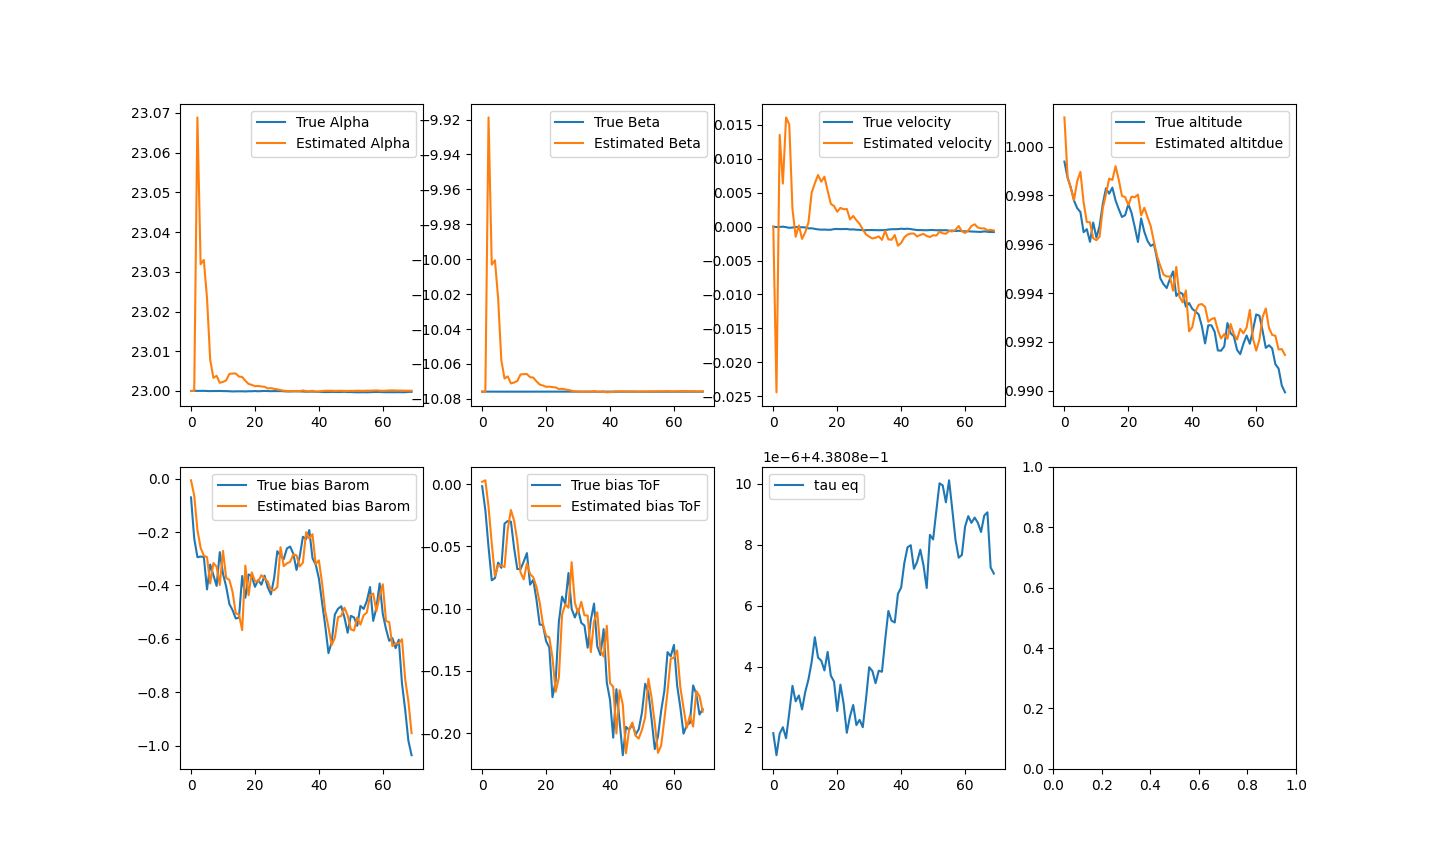 True Alpha
Estimated Alpha
23.07
23.06
23.05
23.04
23.03
23.02
23.01
23.00
0 20 40 60
True Beta
Estimated Beta
−9.92
−9.94
−9.96
−9.98
−10.00
−10.02
−10.04
−10.06
−10.08
0 20 40 60
True velocity
Estimated velocity
0.015
0.010
0.005
0.000
−0.005
−0.010
−0.015
−0.020
−0.025
0 20 40 60
True altitude
Estimated altitdue
1.000
0.998
0.996
0.994
0.992
0.990
0 20 40 60
True bias Barom
Estimated bias Barom
0.0
−0.2
−0.4
−0.6
−0.8
−1.0
0 20 40 60
True bias ToF
Estimated bias ToF
0.00
−0.05
−0.10
−0.15
−0.20
0 20 40 60
1e−6+4.3808e−1
tau eq
10
8
6
4
2
0 20 40 60
1.0
0.8
0.6
0.4
0.2
0.0
0.0 0.2 0.4 0.6 0.8 1.0